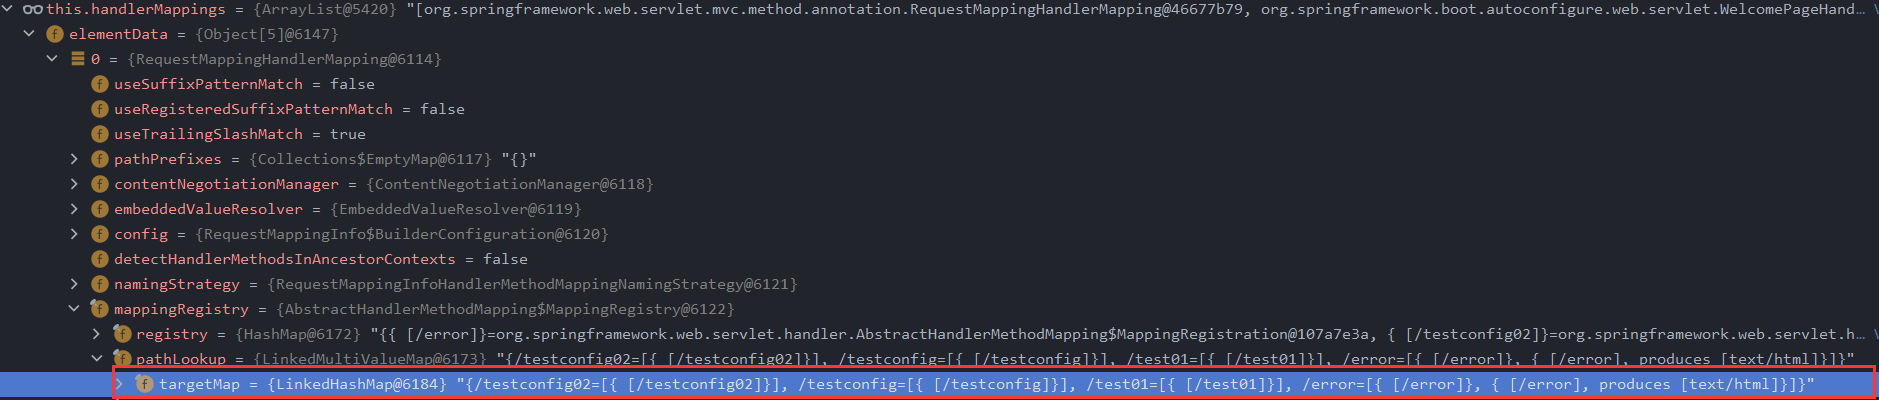 this.handlerMappings = {ArrayList@5420} "[org.springframework.web.servlet.mvc.method.annotation.RequestMappingHandlerMapping@46677b79, org.springframework.boot.autoconfigure.web.servlet.WelcomePageHand...
f elementData = {Object[5]@6147}
0 = {RequestMappingHandlerMapping@6114}
f useSuffixPatternMatch = false
f useRegisteredSuffixPatternMatch = false
f useTrailingSlashMatch = true
f pathPrefixes = {Collections$EmptyMap@6117} "{}"
f contentNegotiationManager = {ContentNegotiationManager@6118}
f embeddedValueResolver = {EmbeddedValueResolver@6119}
f config = {RequestMappingInfo$BuilderConfiguration@6120}
f detectHandlerMethodsInAncestorContexts = false
f namingStrategy = {RequestMappingInfoHandlerMethodMappingNamingStrategy@6121}
f mappingRegistry = {AbstractHandlerMethodMapping$MappingRegistry@6122}
f registry = {HashMap@6172} "{{ [/error]}=org.springframework.web.servlet.handler.AbstractHandlerMethodMapping$MappingRegistration@107a7e3a, { [/testconfig02]}=org.springframework.web.servlet.h...
f pathLookup = {LinkedMultiValueMap@6173} "{/testconfig02=[{ [/testconfig02]}], /testconfig=[{ [/testconfig]}], /test01=[{ [/test01]}], /error=[{ [/error]}, { [/error], produces [text/html]}]}"
f targetMap = {LinkedHashMap@6184} "{/testconfig02=[{ [/testconfig02]}], /testconfig=[{ [/testconfig]}], /test01=[{ [/test01]}], /error=[{ [/error]}, { [/error], produces [text/html]}]}"